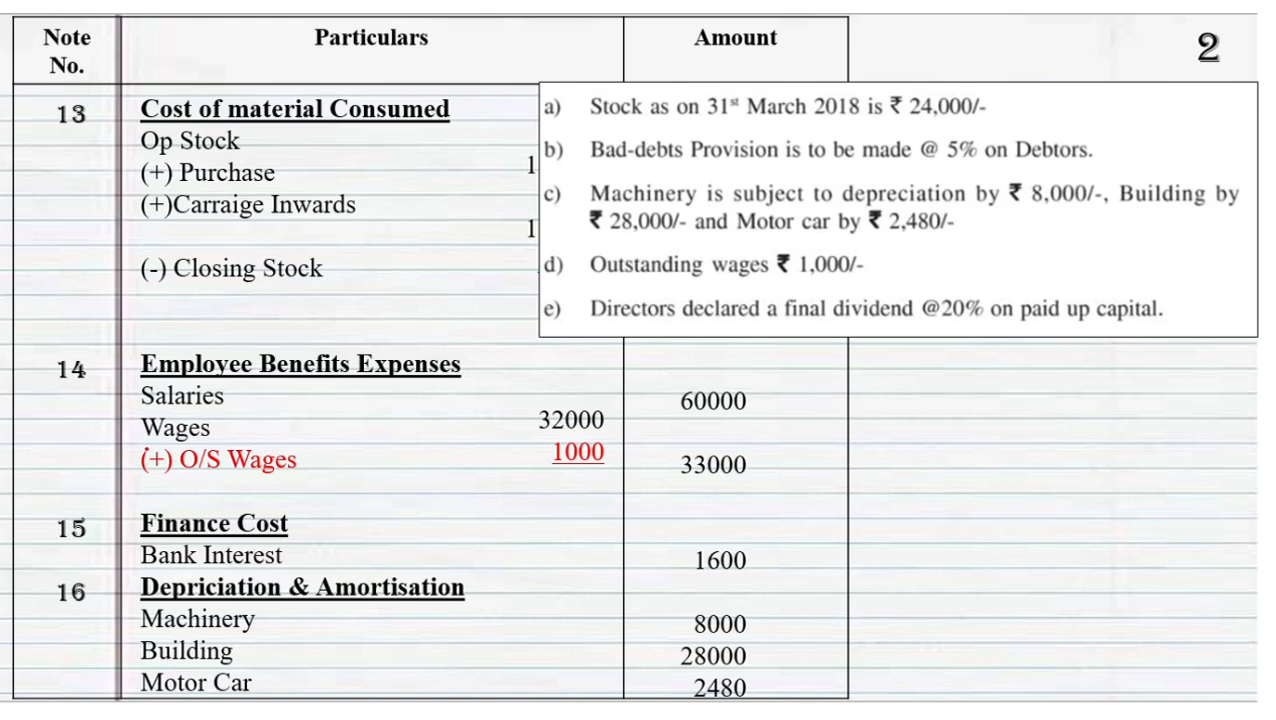 Note No. Particulars Amount 2
13 Cost of material Consumed
Op Stock
(+) Purchase 1
(+)Carraige Inwards
1
(-) Closing Stock
a) Stock as on 31st March 2018 is ₹ 24,000/-
b) Bad-debts Provision is to be made @ 5% on Debtors.
c) Machinery is subject to depreciation by ₹ 8,000/-, Building by
₹ 28,000/- and Motor car by ₹ 2,480/-
d) Outstanding wages ₹ 1,000/-
e) Directors declared a final dividend @20% on paid up capital.
14 Employee Benefits Expenses
Salaries 60000
Wages 32000
(+) O/S Wages 1000 33000
15 Finance Cost
Bank Interest 1600
16 Depriciation & Amortisation
Machinery 8000
Building 28000
Motor Car 2480